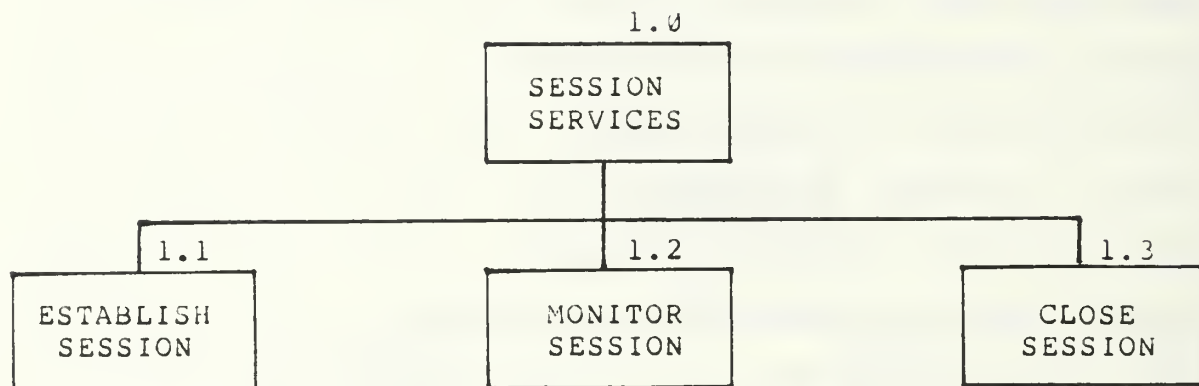 1.0
SESSION
SERVICES
1.1
1.2
1.3
ESTABLISH
SESSION
MONITOR
SESSION
CLOSE
SESSION